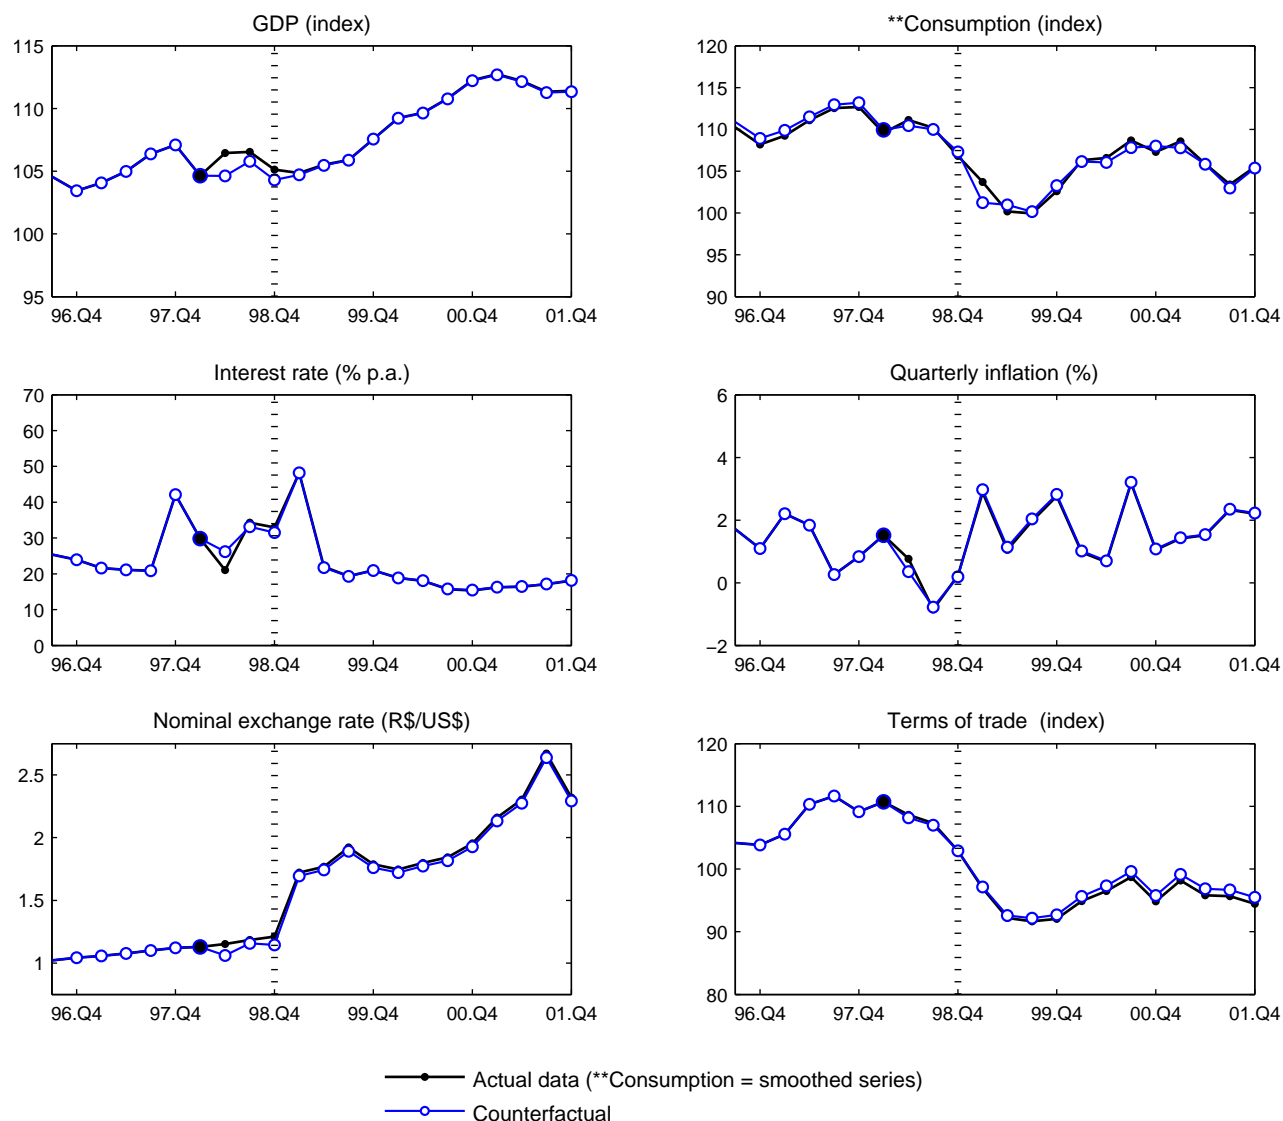 GDP (index)
115
110
105
100
95
96.Q4 97.Q4 98.Q4 99.Q4 00.Q4 01.Q4
**Consumption (index)
120
115
110
105
100
95
90
96.Q4 97.Q4 98.Q4 99.Q4 00.Q4 01.Q4
Interest rate (% p.a.)
70
60
50
40
30
20
10
0
96.Q4 97.Q4 98.Q4 99.Q4 00.Q4 01.Q4
Quarterly inflation (%)
6
4
2
0
−2
96.Q4 97.Q4 98.Q4 99.Q4 00.Q4 01.Q4
Nominal exchange rate (R$/US$)
2.5
2
1.5
1
96.Q4 97.Q4 98.Q4 99.Q4 00.Q4 01.Q4
Terms of trade (index)
120
110
100
90
80
96.Q4 97.Q4 98.Q4 99.Q4 00.Q4 01.Q4
Actual data (**Consumption = smoothed series)
Counterfactual